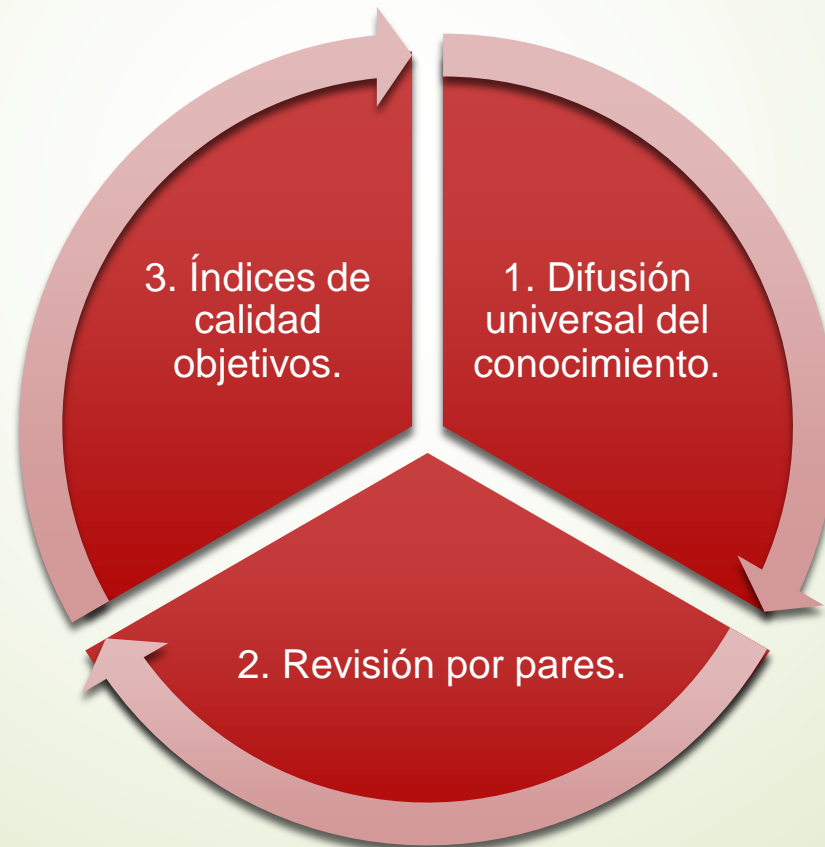 1. Difusión
universal del
conocimiento.
2. Revisión por pares.
3. Índices de
calidad
objetivos.